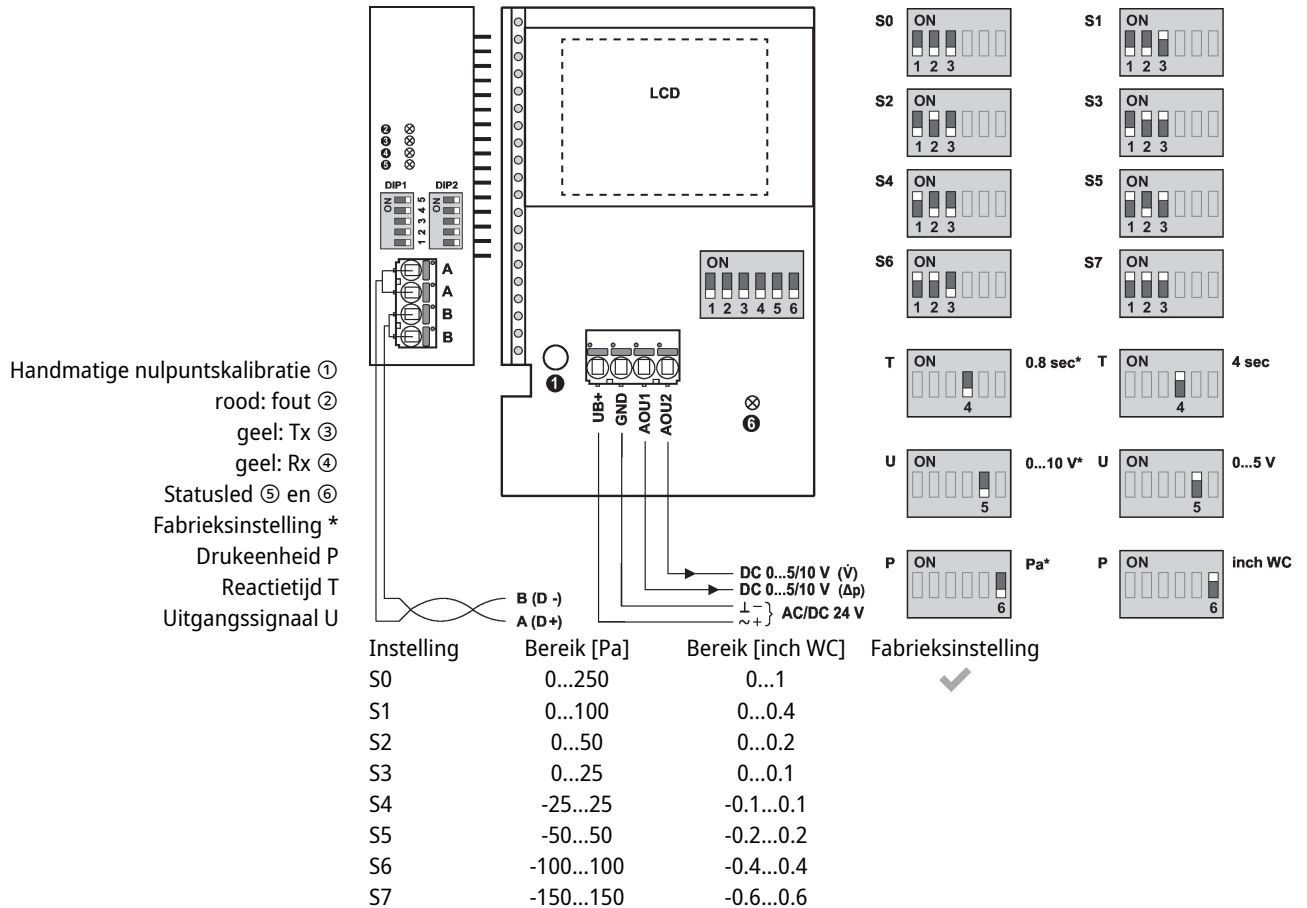 S0 ON 1 2 3
S1 ON 1 2 3
S2 ON 1 2 3
S3 ON 1 2 3
S4 ON 1 2 3
S5 ON 1 2 3
S6 ON 1 2 3
S7 ON 1 2 3
T ON 4 0.8 sec*
T ON 4 4 sec
U ON 5 0...10 V*
U ON 5 0...5 V
P ON 6 Pa*
P ON 6 inch WC
LCD
❷
❸
❹
❺
DIP1 DIP2
ON ON
1 2 3 4 5
A
A
B
B
ON
1 2 3 4 5 6
❶
❻
UB+
GND
AOU1
AOU2
Handmatige nulpuntskalibratie ①
rood: fout ②
geel: Tx ③
geel: Rx ④
Statusled ⑤ en ⑥
Fabrieksinstelling *
Drukeenheid P
Reactietijd T
Uitgangssignaal U
B (D -)
A (D+)
DC 0...5/10 V (V̇)
DC 0...5/10 V (Δp)
⊥ –
~ + } AC/DC 24 V
Instelling Bereik [Pa] Bereik [inch WC] Fabrieksinstelling
S0 0...250 0...1 ✔
S1 0...100 0...0.4
S2 0...50 0...0.2
S3 0...25 0...0.1
S4 -25...25 -0.1...0.1
S5 -50...50 -0.2...0.2
S6 -100...100 -0.4...0.4
S7 -150...150 -0.6...0.6